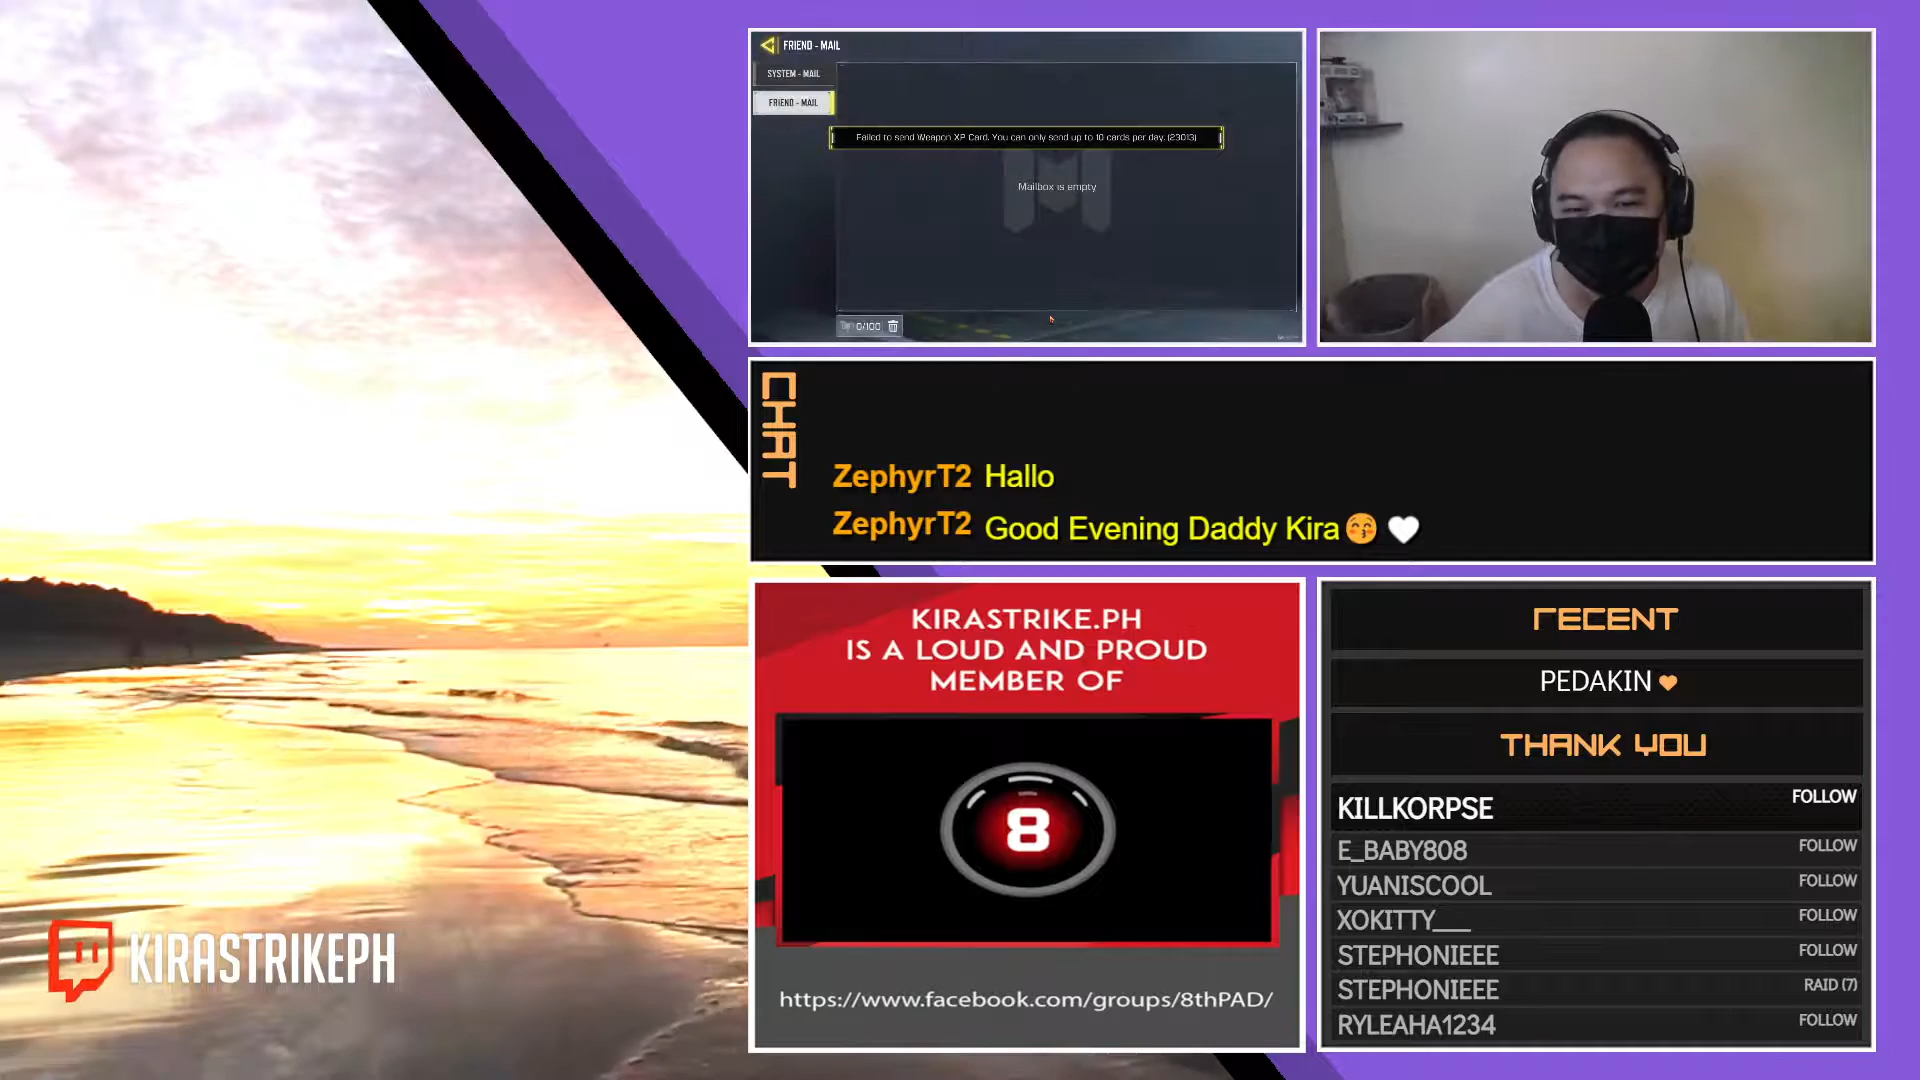 FRIEND - MAIL
SYSTEM - MAIL
FRIEND - MAIL
Failed to send Weapon XP Card. You can only send up to 10 cards per day. (23013)
Mailbox is empty
0/100
CHAT
ZephyrT2 Hallo
ZephyrT2 Good Evening Daddy Kira😚 🤍
KIRASTRIKE.PH
IS A LOUD AND PROUD
MEMBER OF
8
https://www.facebook.com/groups/8thPAD/
RECENT
PEDAKIN
THANK YOU
KILLKORPSE FOLLOW
E_BABY808 FOLLOW
YUANISCOOL FOLLOW
XOKITTY___ FOLLOW
STEPHONIEEE FOLLOW
STEPHONIEEE RAID (7)
RYLEAHA1234 FOLLOW
KIRASTRIKEPH